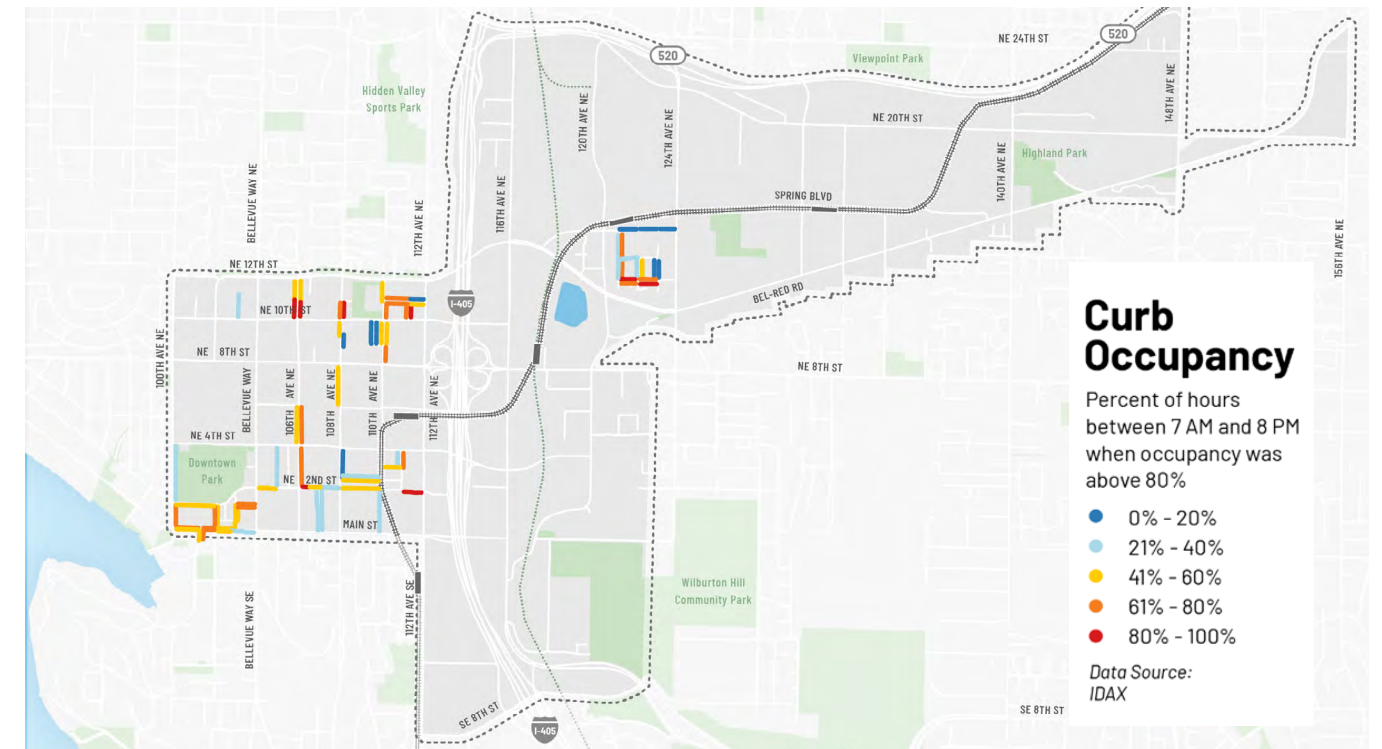 520
NE 24TH ST
520
Viewpoint Park
Hidden Valley
Sports Park
120TH AVE NE
124TH AVE NE
148TH AVE NE
NE 20TH ST
140TH AVE NE
Highland Park
BELLEVUE WAY NE
112TH AVE NE
116TH AVE NE
SPRING BLVD
156TH AVE NE
NE 12TH ST
BEL-RED RD
I-405
NE 10TH ST
100TH AVE NE
NE 8TH ST
NE 8TH ST
BELLEVUE WAY
106TH AVE NE
108TH AVE NE
110TH AVE NE
112TH AVE NE
NE 4TH ST
Downtown
Park
NE 2ND ST
MAIN ST
Wilburton Hill
Community Park
112TH AVE SE
BELLEVUE WAY SE
SE 8TH ST
I-405
SE 8TH ST
Curb
Occupancy
Percent of hours
between 7 AM and 8 PM
when occupancy was
above 80%
0% - 20%
21% - 40%
41% - 60%
61% - 80%
80% - 100%
Data Source:
IDAX